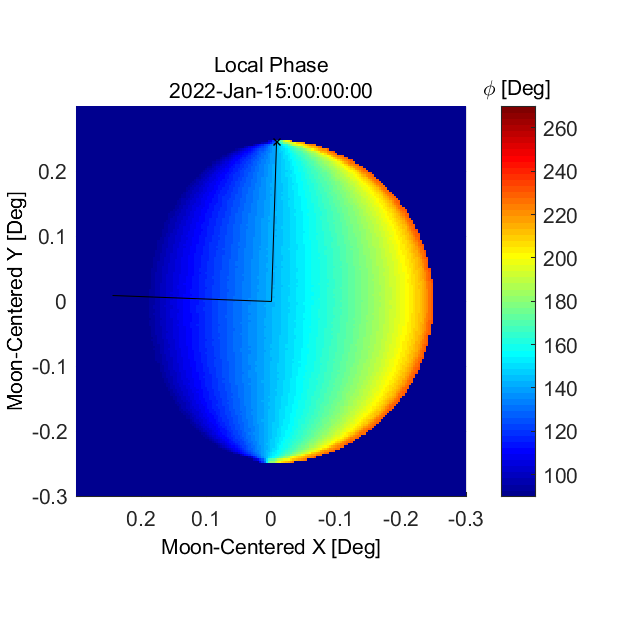 Local Phase
2022-Jan-15:00:00:00:00
ϕ [Deg]
Moon-Centered Y [Deg]
0.2
0.1
0
-0.1
-0.2
-0.3
0.2 0.1 0 -0.1 -0.2 -0.3
Moon-Centered X [Deg]
260
240
220
200
180
160
140
120
100